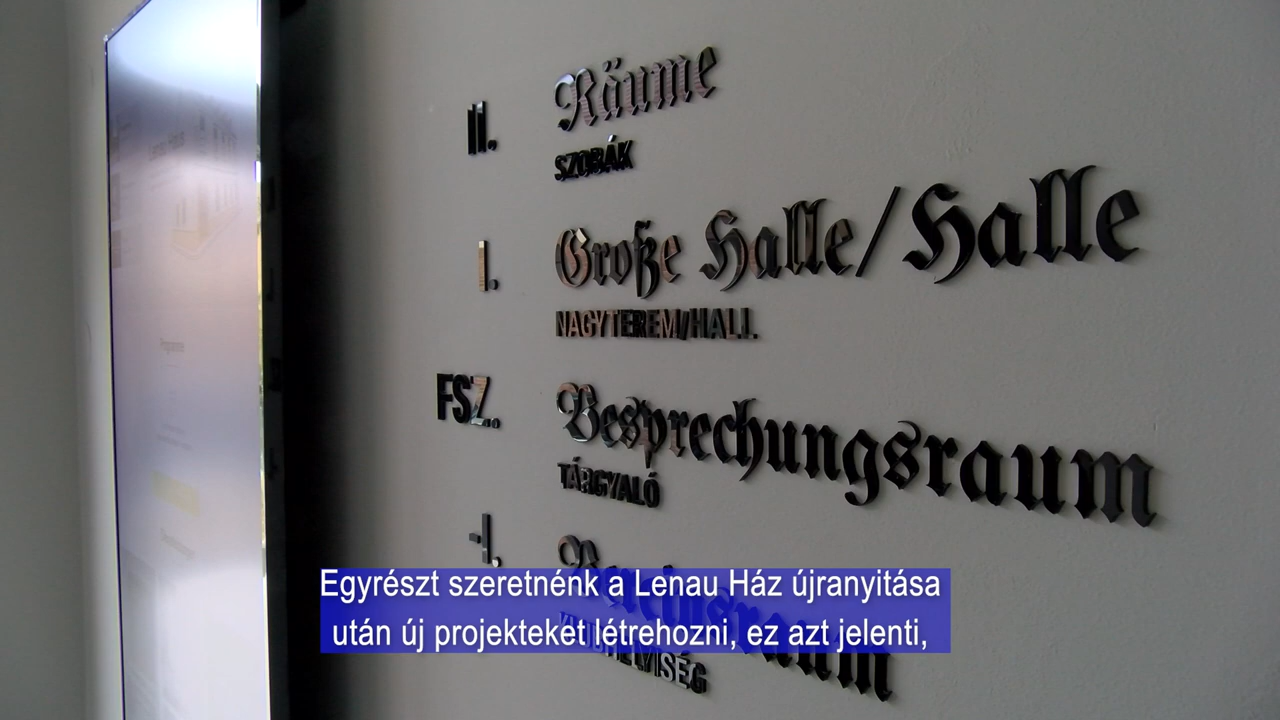 II. Räume
SZOBÁK
I. Große Halle/Halle
NAGYTEREM/HALL
FSZ. Besprechungsraum
TÁRGYALÓ
-I. Vereinsraum
Egyrészt szeretnénk a Lenau Ház újranyitása
után új projekteket létrehozni, ez azt jelenti,